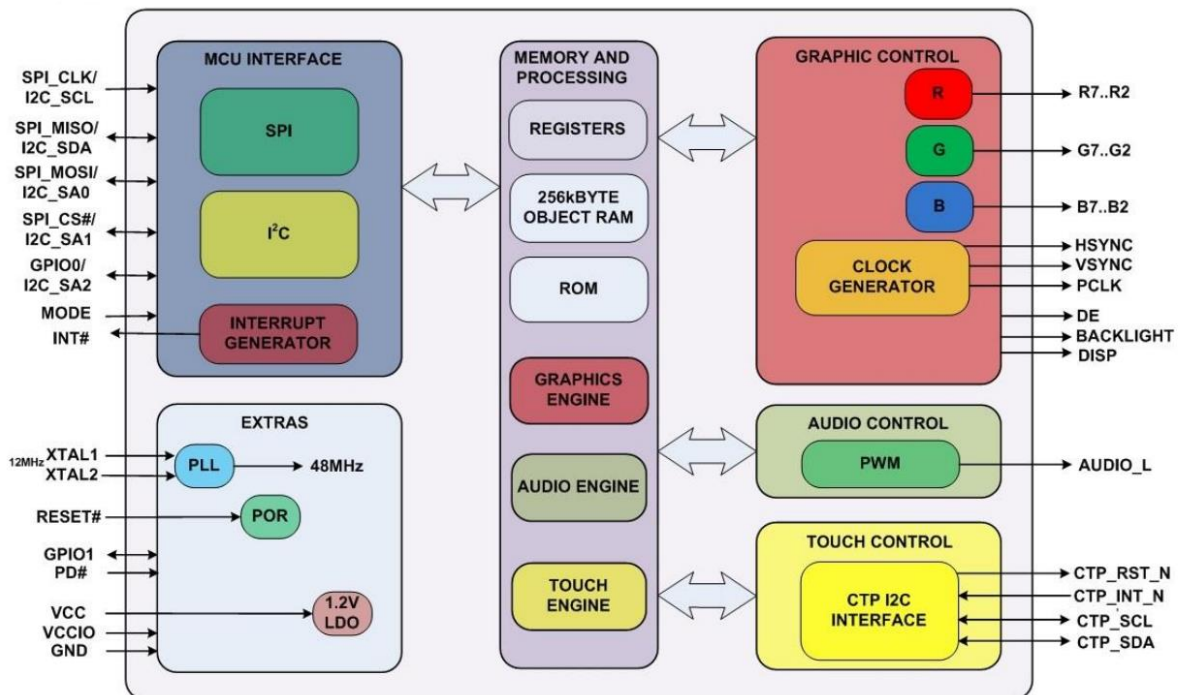 MCU INTERFACE
SPI_CLK/
I2C_SCL
SPI_MISO/
I2C_SDA
SPI_MOSI/
I2C_SA0
SPI_CS#/
I2C_SA1
GPIO0/
I2C_SA2
MODE
INT#
SPI
I²C
INTERRUPT
GENERATOR
EXTRAS
12MHz
XTAL1
XTAL2
PLL
48MHz
RESET#
POR
GPIO1
PD#
VCC
VCCIO
GND
1.2V
LDO
MEMORY AND
PROCESSING
REGISTERS
256kBYTE
OBJECT RAM
ROM
GRAPHICS
ENGINE
AUDIO ENGINE
TOUCH
ENGINE
GRAPHIC CONTROL
R
R7..R2
G
G7..G2
B
B7..B2
CLOCK
GENERATOR
HSYNC
VSYNC
PCLK
DE
BACKLIGHT
DISP
AUDIO CONTROL
PWM
AUDIO_L
TOUCH CONTROL
CTP I2C
INTERFACE
CTP_RST_N
CTP_INT_N
CTP_SCL
CTP_SDA